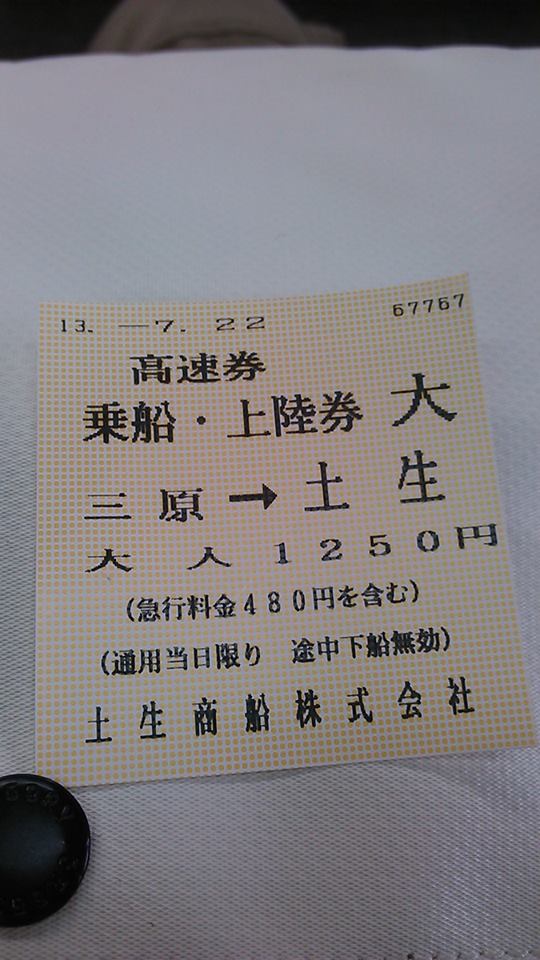 13. ―7. 22 67767
高速券
乗船・上陸券 大
三原→土生
大人1250円
(急行料金480円を含む)
(通用当日限り 途中下船無効)
土生商船株式会社